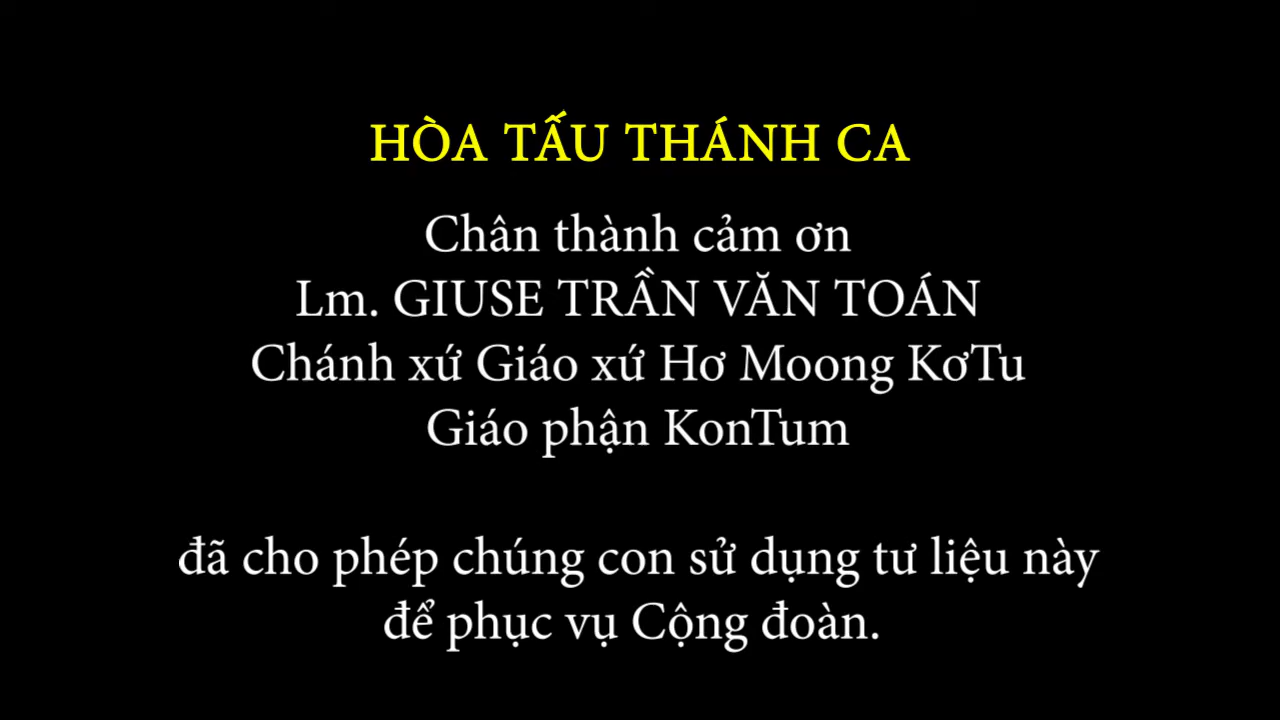 HÒA TẤU THÁNH CA
Chân thành cảm ơn
Lm. GIUSE TRẦN VĂN TOÁN
Chánh xứ Giáo xứ Hơ Moong KơTu
Giáo phận KonTum
đã cho phép chúng con sử dụng tư liệu này
để phục vụ Cộng đoàn.